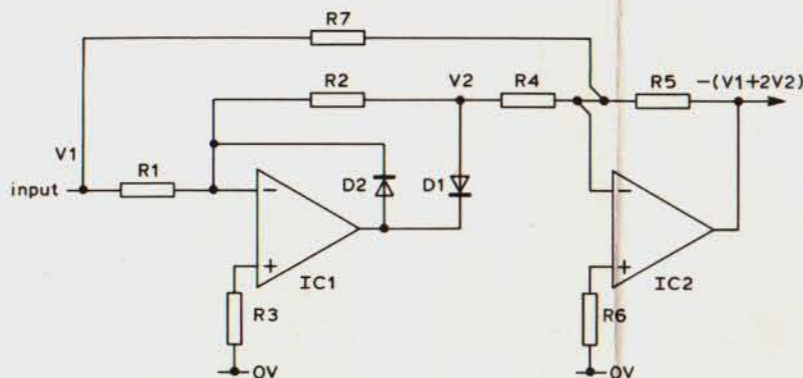 R7
R2
V2
R4
R5
-(V1+2V2)
V1
R1
input
D2
D1
-
-
+
+
IC1
IC2
R3
R6
0V
0V